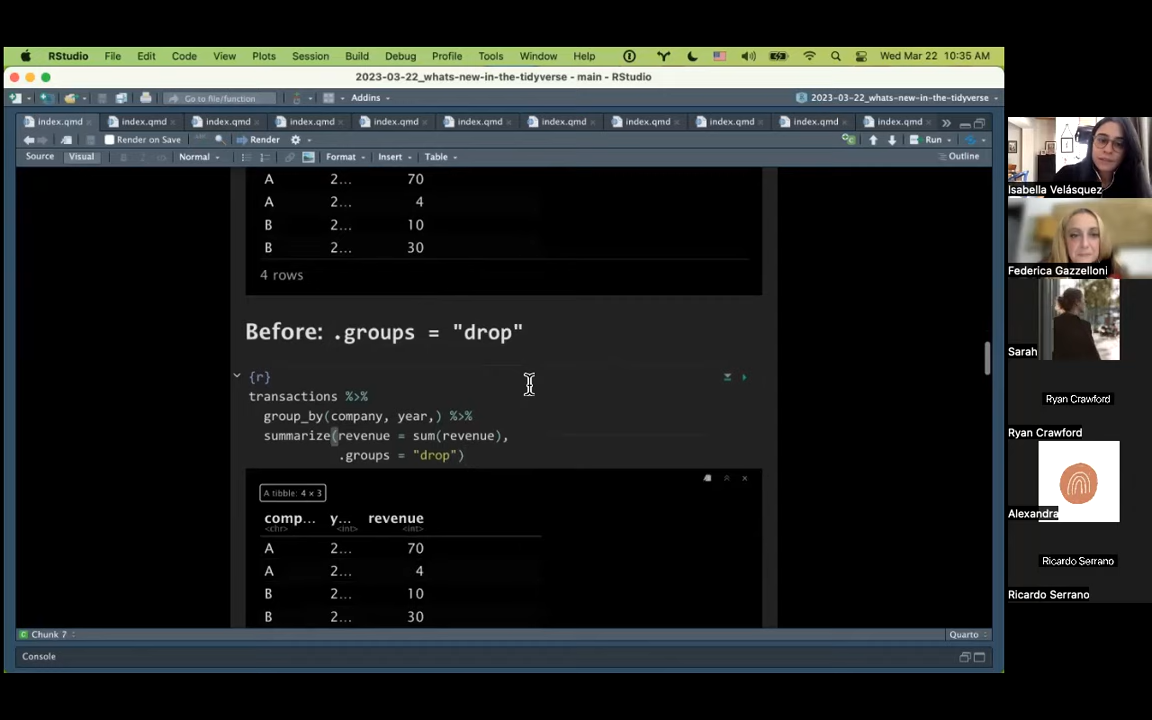 RStudio File Edit Code View Plots Session Build Debug Profile Tools Window Help Wed Mar 22 10:35 AM
2023-03-22_whats-new-in-the-tidyverse - main - RStudio
Go to file/function Addins 2023-03-22_whats-new-in-the-tidyverse
index.qmd index.qmd index.qmd index.qmd index.qmd index.qmd index.qmd index.qmd index.qmd index.qmd index.qmd
Render on Save Render Run
Source Visual Normal Format Insert Table Outline
A 2... 70
A 2... 4
B 2... 10
B 2... 30
4 rows
Before: .groups = "drop"
{r}
transactions %>%
group_by(company, year,) %>%
summarize(revenue = sum(revenue),
.groups = "drop")
A tibble: 4 × 3
comp... y... revenue
<chr> <int> <int>
A 2... 70
A 2... 4
B 2... 10
B 2... 30
Chunk 7 Quarto
Console
Isabella Velásquez
Federica Gazzelloni
Sarah
Ryan Crawford
Ryan Crawford
Alexandra
Ricardo Serrano
Ricardo Serrano